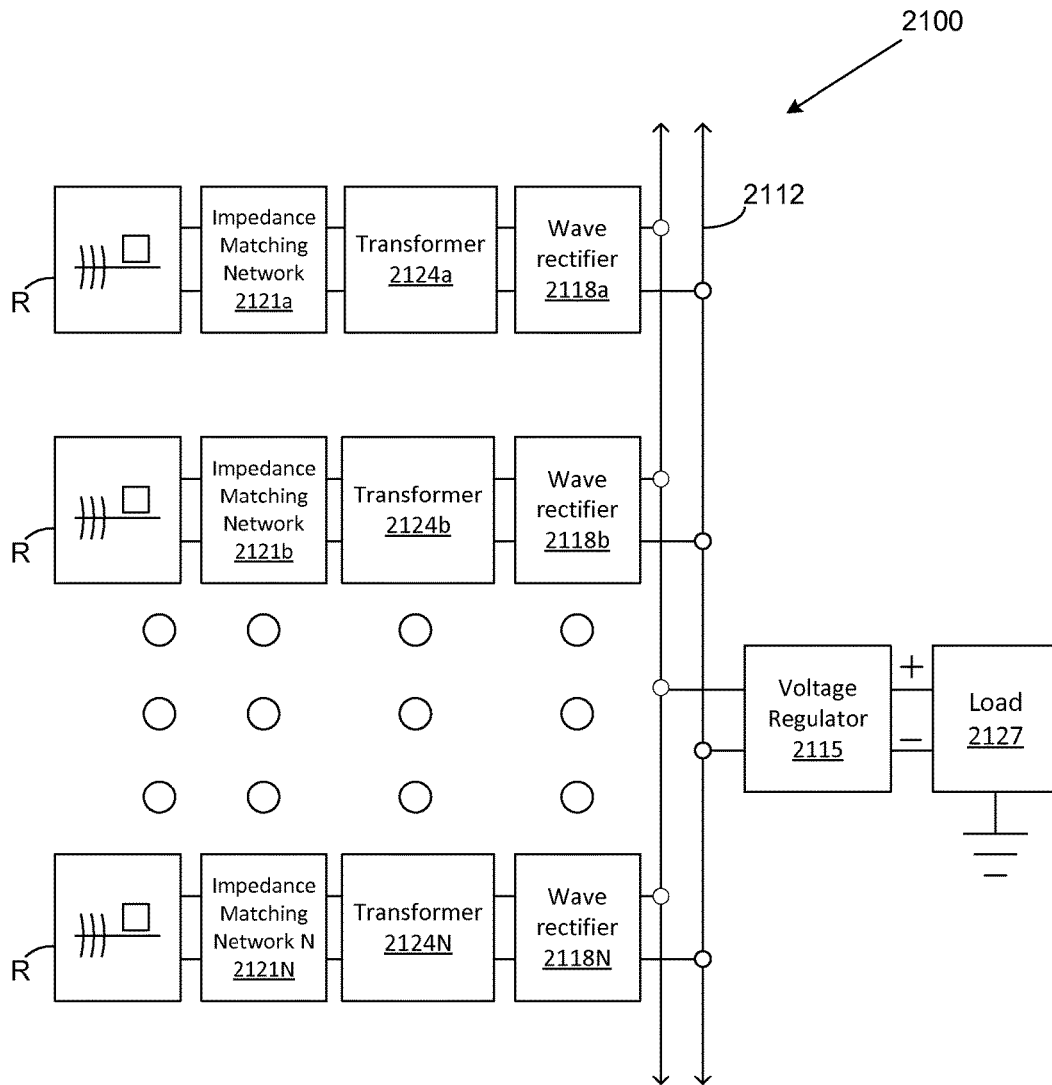 2100
2112
Impedance
Matching
Network
2121a
Transformer
2124a
Wave
rectifier
2118a
R
Impedance
Matching
Network
2121b
Transformer
2124b
Wave
rectifier
2118b
R
Voltage
Regulator
2115
+
−
Load
2127
Impedance
Matching
Network N
2121N
Transformer
2124N
Wave
rectifier
2118N
R